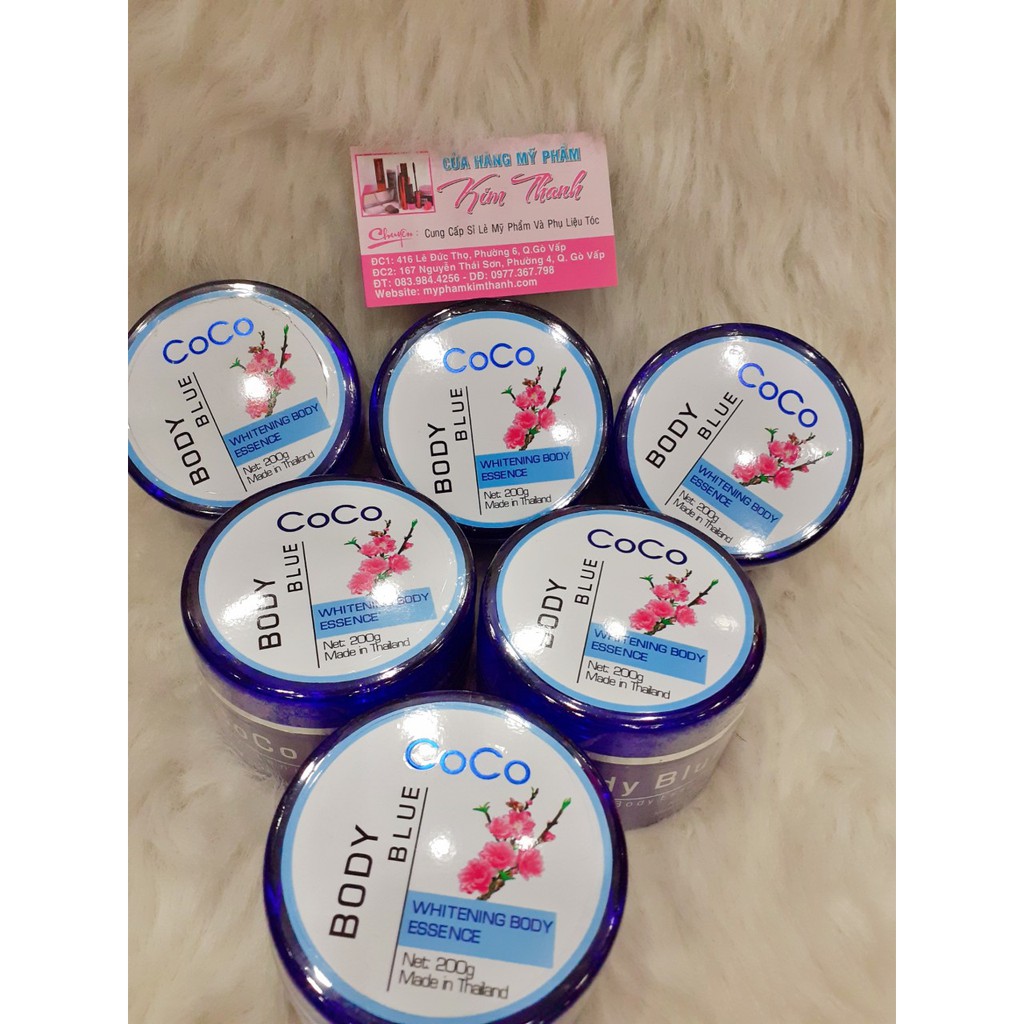 CỬA HÀNG MỸ PHẨM
Kim Thanh
Chuyên : Cung Cấp Sỉ Lẻ Mỹ Phẩm Và Phụ Liệu Tóc
ĐC1: 416 Lê Đức Thọ, Phường 6, Q.Gò Vấp
ĐC2: 167 Nguyễn Thái Sơn, Phường 4, Q. Gò Vấp
ĐT: 083.984.4256 - DĐ: 0977.367.798
Website: myphamkimthanh.com
CoCo
BODY
BLUE
WHITENING BODY
ESSENCE
Net: 200g
Made in Thailand
CoCo
BODY
BLUE
WHITENING BODY
ESSENCE
Net: 200g
Made in Thailand
CoCo
BODY
BLUE
WHITENING BODY
ESSENCE
Net: 200g
Made in Thailand
CoCo
BODY
BLUE
WHITENING BODY
ESSENCE
Net: 200g
Made in Thailand
CoCo
BODY
BLUE
WHITENING BODY
ESSENCE
Net: 200g
Made in Thailand
CoCo
BODY
BLUE
WHITENING BODY
ESSENCE
Net: 200g
Made in Thailand